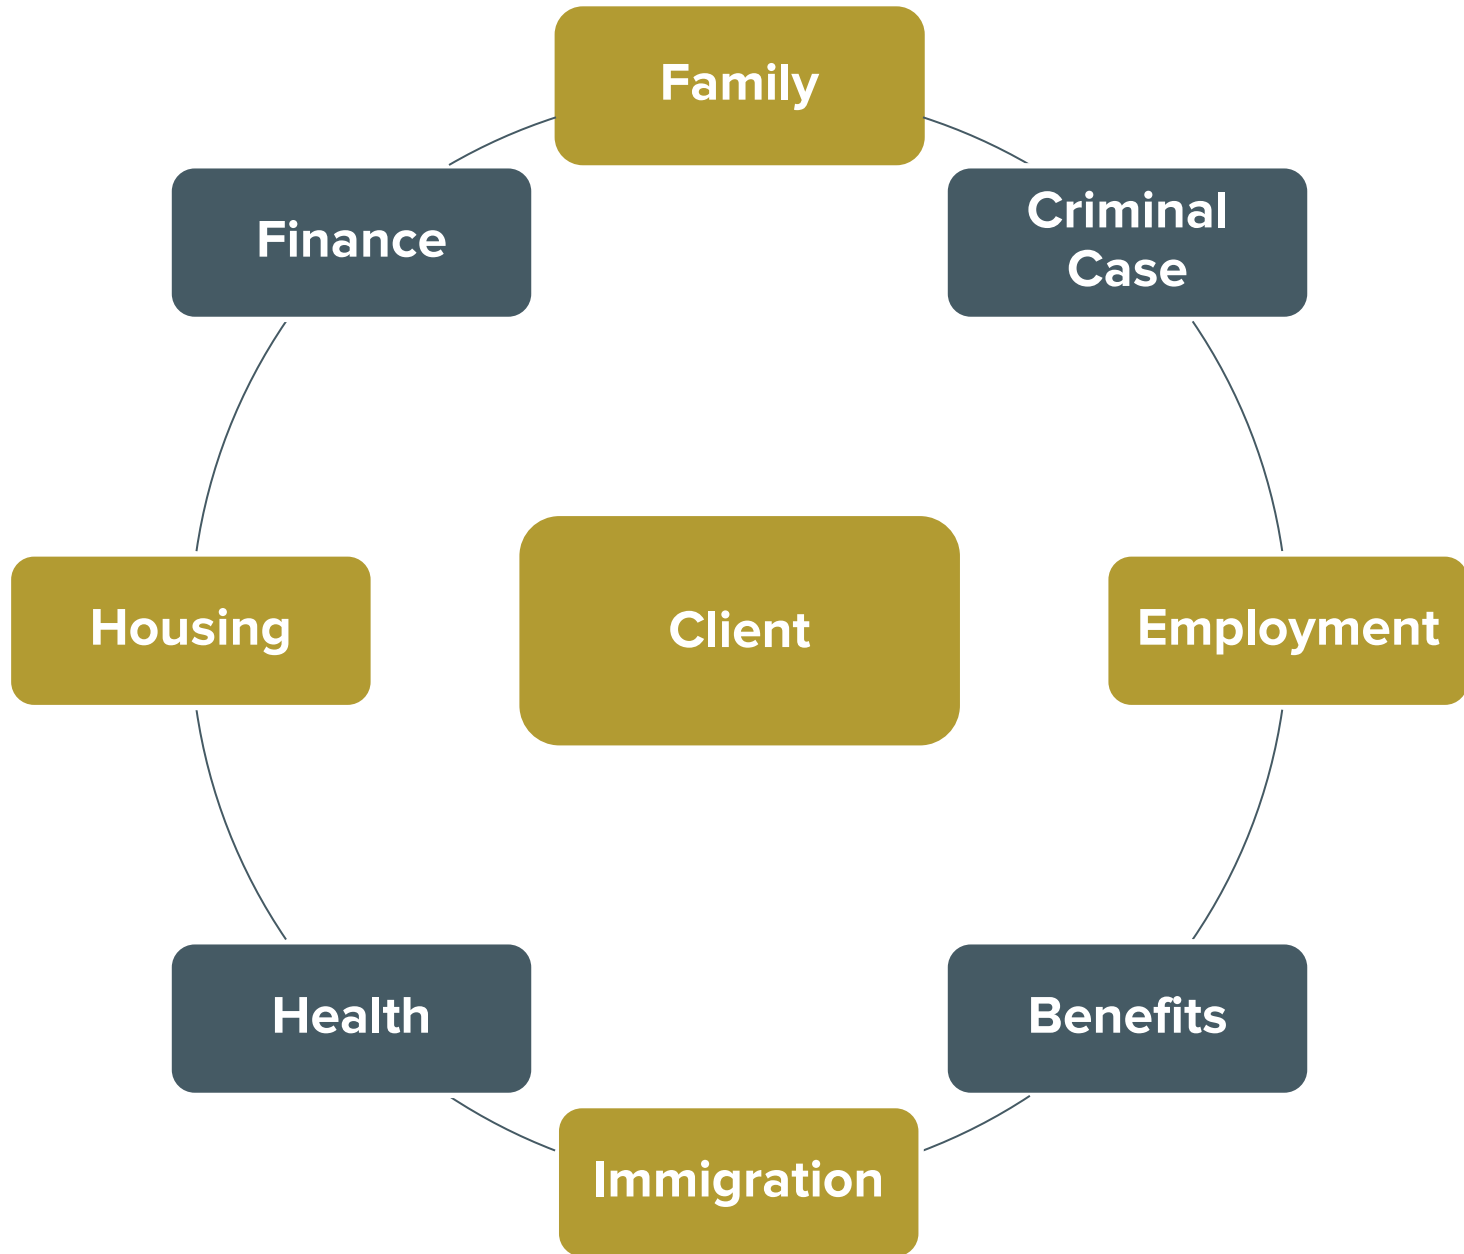 Family
Finance
Criminal
Case
Housing
Client
Employment
Health
Benefits
Immigration